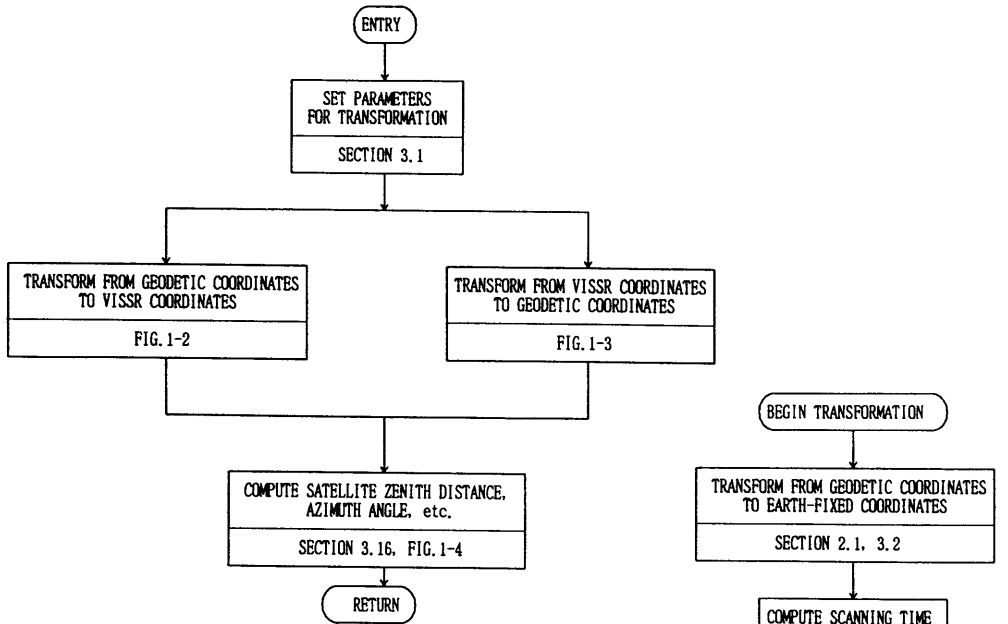 ENTRY
SET PARAMETERS
FOR TRANSFORMATION
SECTION 3.1
TRANSFORM FROM GEODETIC COORDINATES
TO VISSR COORDINATES
FIG.1-2
TRANSFORM FROM VISSR COORDINATES
TO GEODETIC COORDINATES
FIG.1-3
COMPUTE SATELLITE ZENITH DISTANCE,
AZIMUTH ANGLE, etc.
SECTION 3.16, FIG.1-4
RETURN
BEGIN TRANSFORMATION
TRANSFORM FROM GEODETIC COORDINATES
TO EARTH-FIXED COORDINATES
SECTION 2.1, 3.2
COMPUTE SCANNING TIME